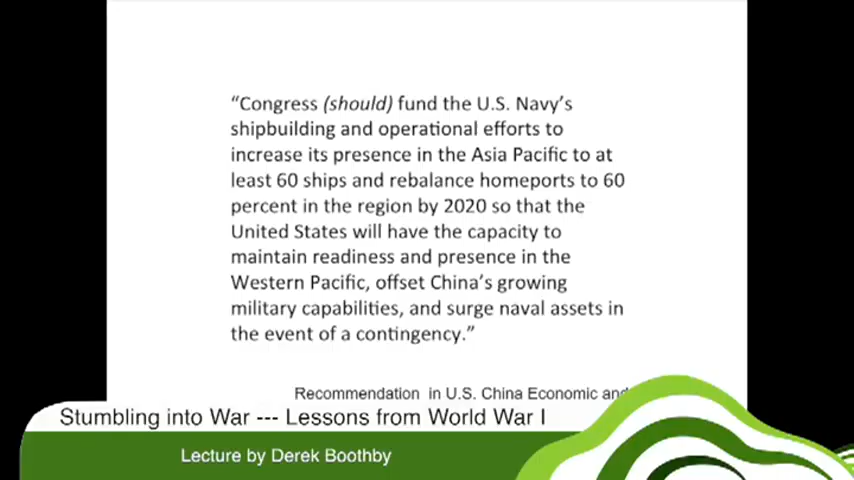 “Congress (should) fund the U.S. Navy’s
shipbuilding and operational efforts to
increase its presence in the Asia Pacific to at
least 60 ships and rebalance homeports to 60
percent in the region by 2020 so that the
United States will have the capacity to
maintain readiness and presence in the
Western Pacific, offset China’s growing
military capabilities, and surge naval assets in
the event of a contingency.”
Recommendation in U.S. China Economic and
Stumbling into War --- Lessons from World War I
Lecture by Derek Boothby